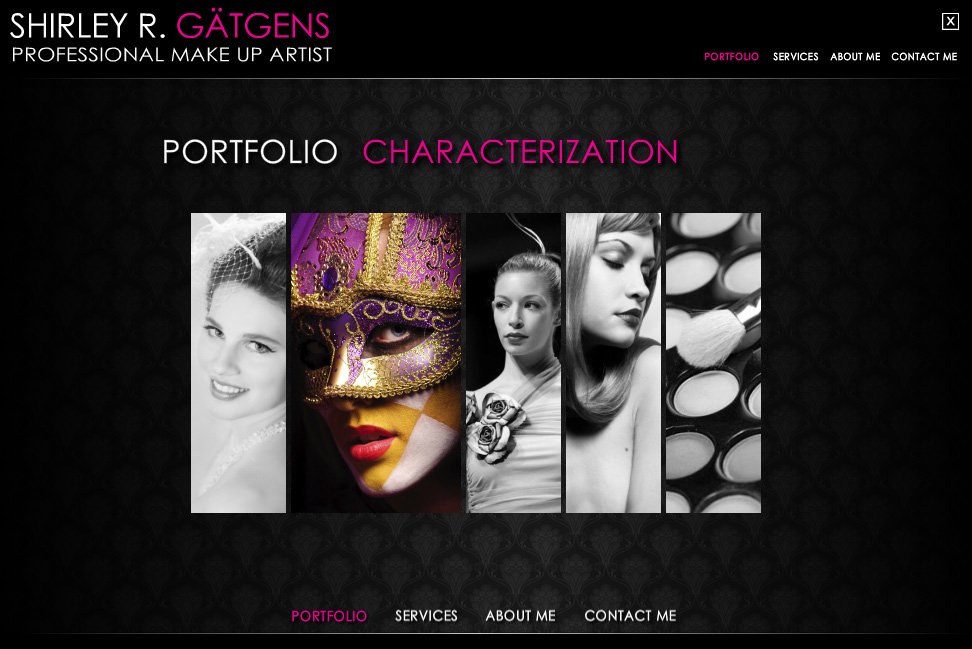 SHIRLEY R. GÄTGENS
PROFESSIONAL MAKE UP ARTIST
X
PORTFOLIO SERVICES ABOUT ME CONTACT ME
PORTFOLIO CHARACTERIZATION
PORTFOLIO SERVICES ABOUT ME CONTACT ME